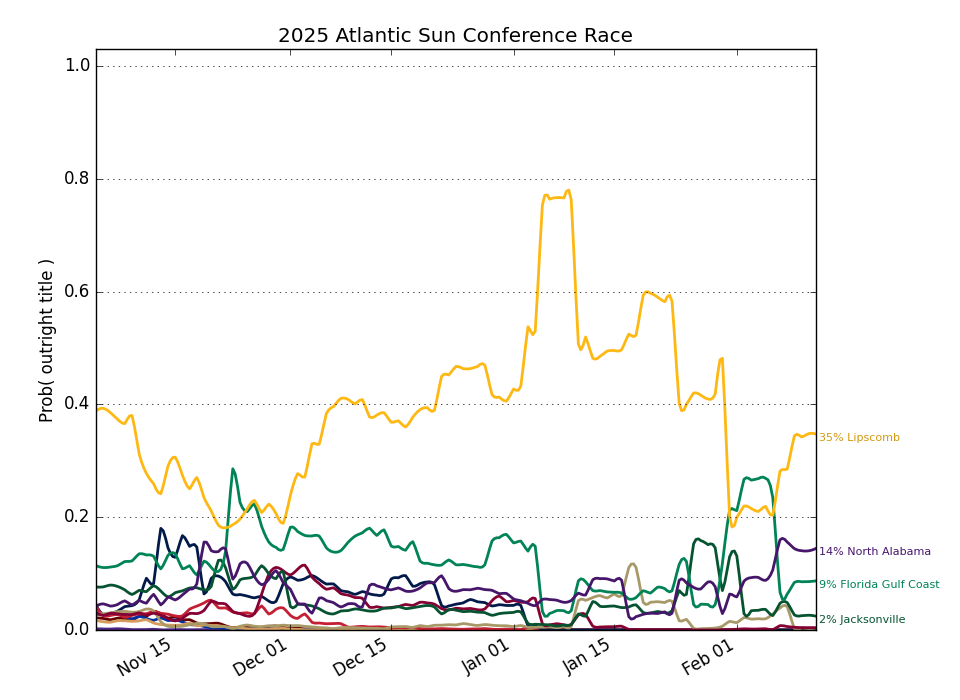 2025 Atlantic Sun Conference Race
Prob( outright title )
1.0
0.8
0.6
0.4
0.2
0.0
35% Lipscomb
14% North Alabama
9% Florida Gulf Coast
2% Jacksonville
Nov 15
Dec 01
Dec 15
Jan 01
Jan 15
Feb 01